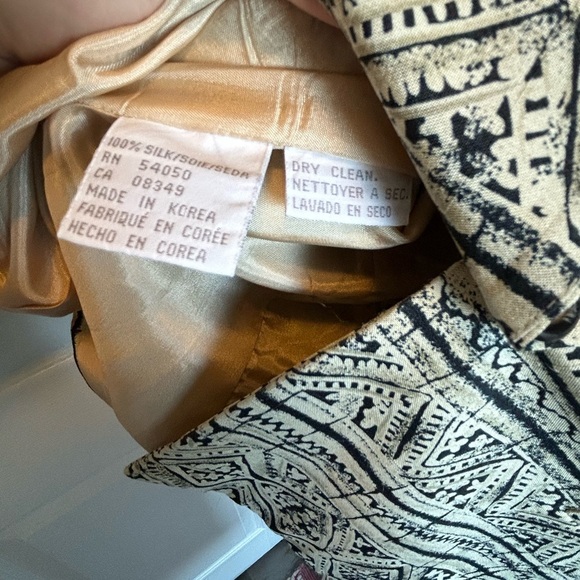 100% SILK/SOIE/SEDA
RN 54050
CA 08349
MADE IN KOREA
FABRIQUÉ EN CORÉE
HECHO EN COREA
DRY CLEAN.
NETTOYER A SEC.
LAVADO EN SECO